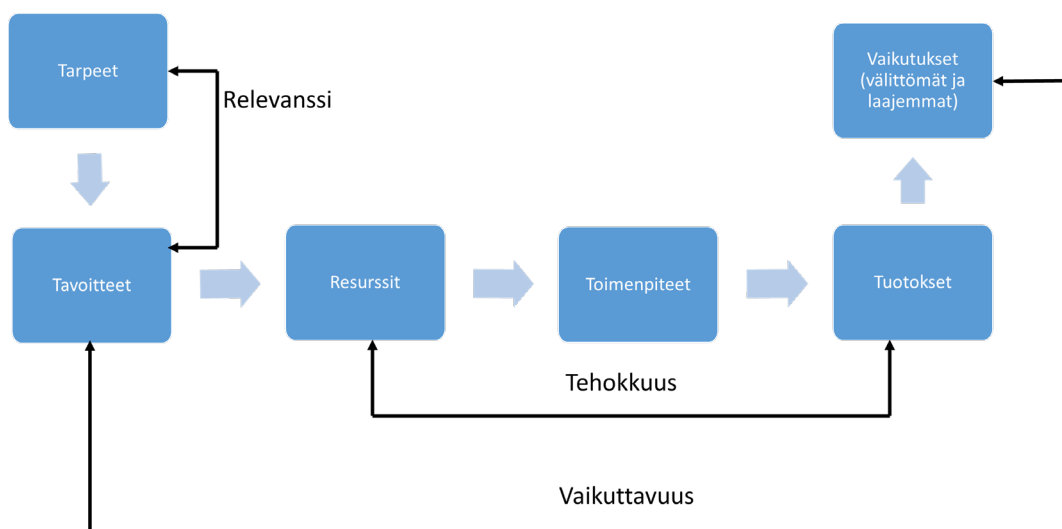 Tarpeet
Relevanssi
Vaikutukset
(välittömät ja
laajemmat)
Tavoitteet
Resurssit
Toimenpiteet
Tuotokset
Tehokkuus
Vaikuttavuus